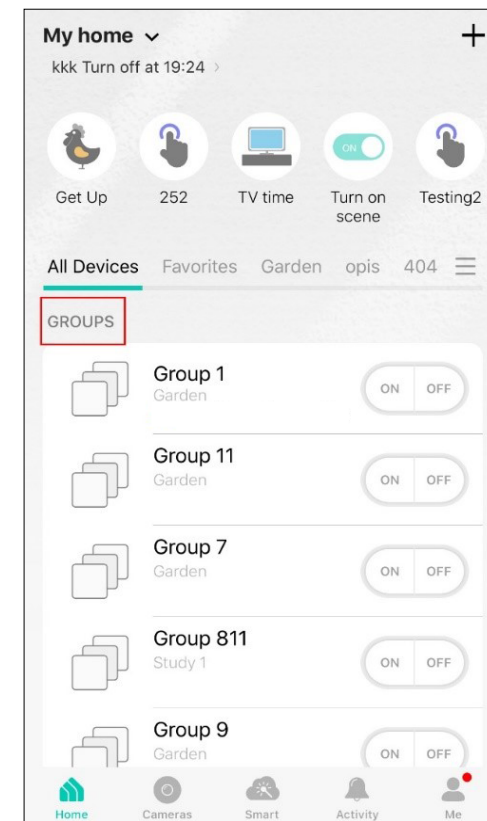 My home
kkk Turn off at 19:24 >
ON
Get Up 252 TV time Turn on scene Testing2
All Devices Favorites Garden opis 404
GROUPS
Group 1
Garden
ON OFF
Group 11
Garden
ON OFF
Group 7
Garden
ON OFF
Group 811
Study 1
ON OFF
Group 9
Garden
ON OFF
Home Cameras Smart Activity Me